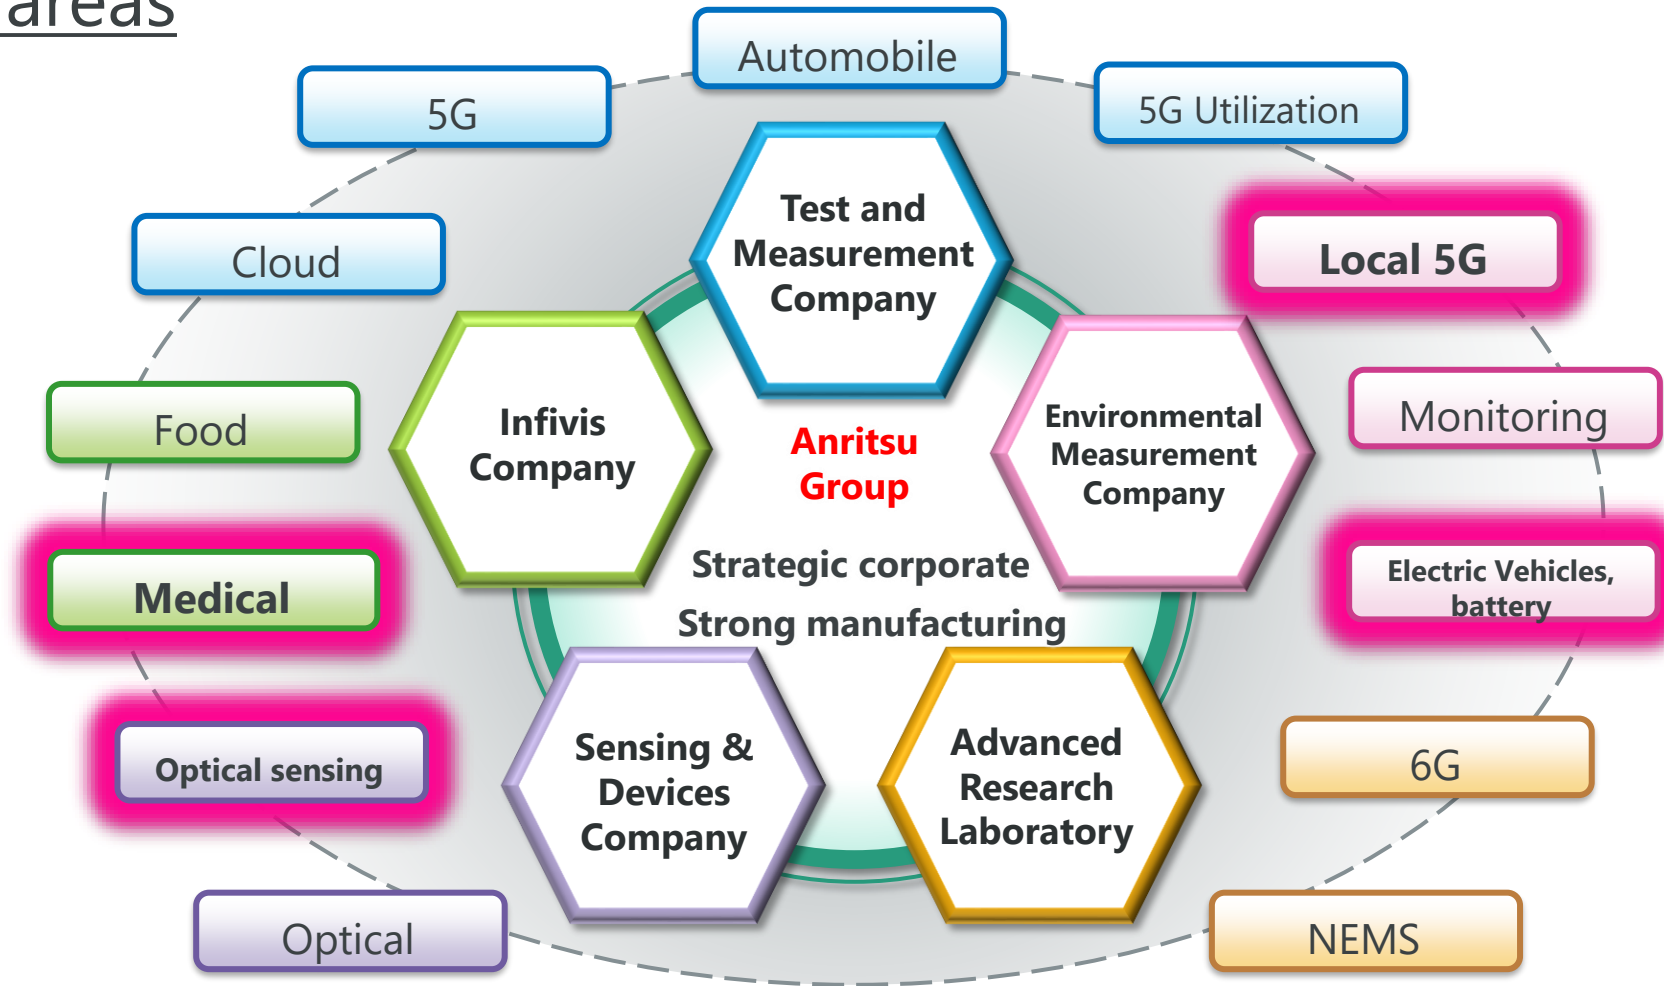 areas
Automobile
5G
5G Utilization
Test and
Measurement
Company
Cloud
Local 5G
Infivis
Company
Food
Anritsu
Group
Environmental
Measurement
Company
Monitoring
Strategic corporate
Strong manufacturing
Medical
Electric Vehicles,
battery
Optical sensing
Sensing &
Devices
Company
Advanced
Research
Laboratory
6G
Optical
NEMS